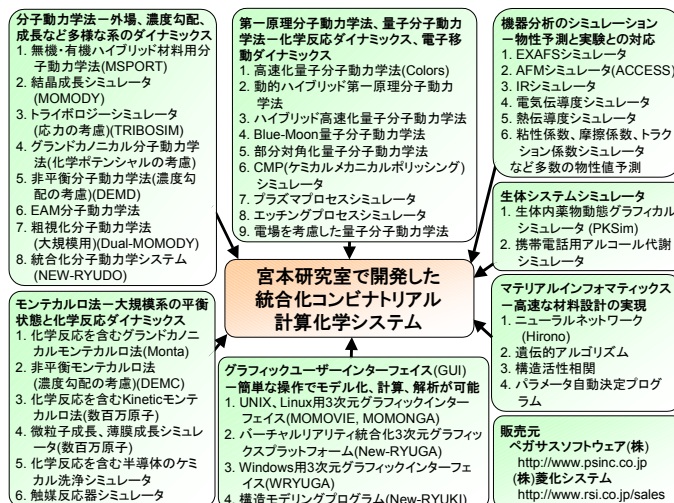 分子動力学法－外場、濃度勾配、
成長など多様な系のダイナミックス
1. 無機・有機ハイブリッド材料用分
子動力学法(MSPORT)
2. 結晶成長シミュレータ
(MOMODY)
3. トライボロジーシミュレータ
(応力の考慮)(TRIBOSIM)
4. グランドカノニカル分子動力学
法(化学ポテンシャルの考慮)
5. 非平衡分子動力学法(濃度勾
配の考慮)(DEMD)
6. EAM分子動力学法
7. 粗視化分子動力学法
(大規模用)(Dual-MOMODY)
8. 統合化分子動力学システム
(NEW-RYUDO)
第一原理分子動力学法、量子分子動力
学法－化学反応ダイナミックス、電子移
動ダイナミックス
1. 高速化量子分子動力学法(Colors)
2. 動的ハイブリッド第一原理分子動力
学法
3. ハイブリッド高速化量子分子動力学法
4. Blue-Moon量子分子動力学法
5. 部分対角化量子分子動力学法
6. CMP(ケミカルメカニカルポリッシング)
シミュレータ
7. プラズマプロセスシミュレータ
8. エッチングプロセスシミュレータ
9. 電場を考慮した量子分子動力学法
機器分析のシミュレーション
－物性予測と実験との対応
1. EXAFSシミュレータ
2. AFMシミュレータ(ACCESS)
3. IRシミュレータ
4. 電気伝導度シミュレータ
5. 熱伝導度シミュレータ
6. 粘性係数、摩擦係数、トラク
ション係数シミュレータ
など多数の物性値予測
生体システムシミュレータ
1. 生体内薬物動態グラフィカル
シミュレータ (PKSim)
2. 携帯電話用アルコール代謝
シミュレータ
宮本研究室で開発した
統合化コンビナトリアル
計算化学システム
マテリアルインフォマティックス
－高速な材料設計の実現
1. ニューラルネットワーク
(Hirono)
2. 遺伝的アルゴリズム
3. 構造活性相関
4. パラメータ自動決定プログ
ラム
モンテカルロ法－大規模系の平衡
状態と化学反応ダイナミックス
1. 化学反応を含むグランドカノニ
カルモンテカルロ法(Monta)
2. 非平衡モンテカルロ法
(濃度勾配の考慮)(DEMC)
3. 化学反応を含むKineticモンテ
カルロ法(数百万原子)
4. 微粒子成長、薄膜成長シミュレ
ータ(数百万原子)
5. 化学反応を含む半導体のケミ
カル洗浄シミュレータ
6. 触媒反応器シミュレータ
グラフィックユーザーインターフェイス(GUI)
－簡単な操作でモデル化、計算、解析が可能
1. UNIX、Linux用3次元グラフィックインター
フェイス(MOMOVIE, MOMONGA)
2. バーチャルリアリティ統合化3次元グラフィッ
クスプラットフォーム(New-RYUGA)
3. Windows用3次元グラフィックインターフェ
イス(WRYUGA)
4. 構造モデリングプログラム(New-RYUKI)
販売元
ペガサスソフトウェア(株)
http://www.psinc.co.jp
(株)菱化システム
http://www.rsi.co.jp/sales